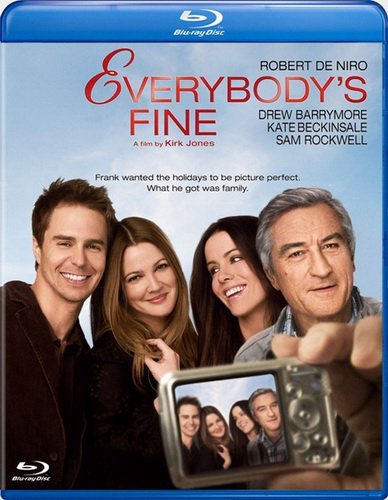 Blu-ray Disc
ROBERT DE NIRO
EVERYBODY'S
FINE
DREW BARRYMORE
KATE BECKINSALE
SAM ROCKWELL
A film by Kirk Jones
Frank wanted the holidays to be picture perfect.
What he got was family.
Blu-ray Disc